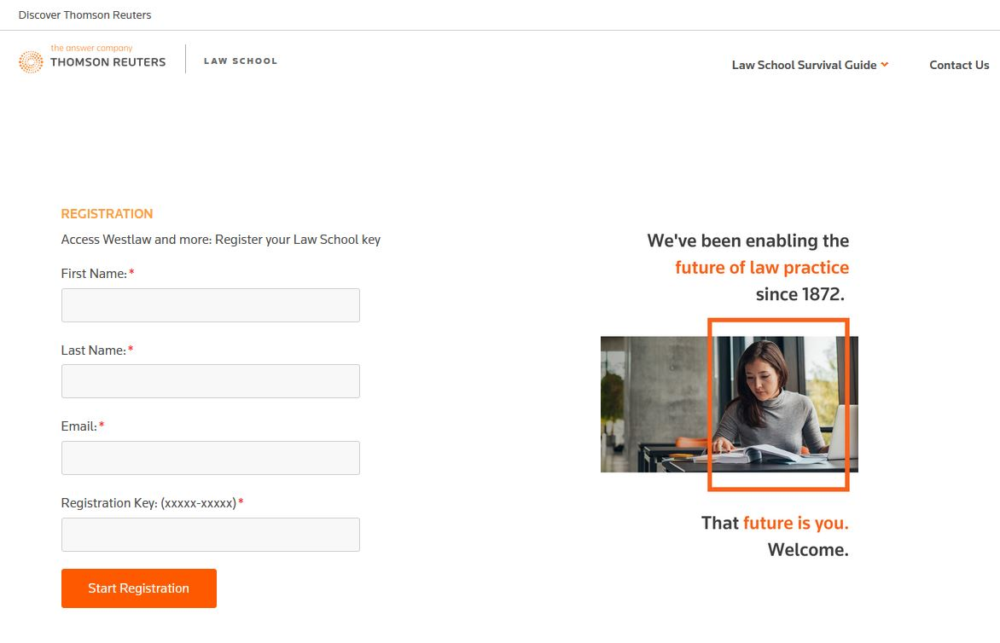 Discover Thomson Reuters
the answer company
THOMSON REUTERS
LAW SCHOOL
Law School Survival Guide
Contact Us
REGISTRATION
Access Westlaw and more: Register your Law School key
First Name:*
Last Name:*
Email:*
Registration Key: (xxxxx-xxxxx)*
Start Registration
We've been enabling the
future of law practice
since 1872.
That future is you.
Welcome.